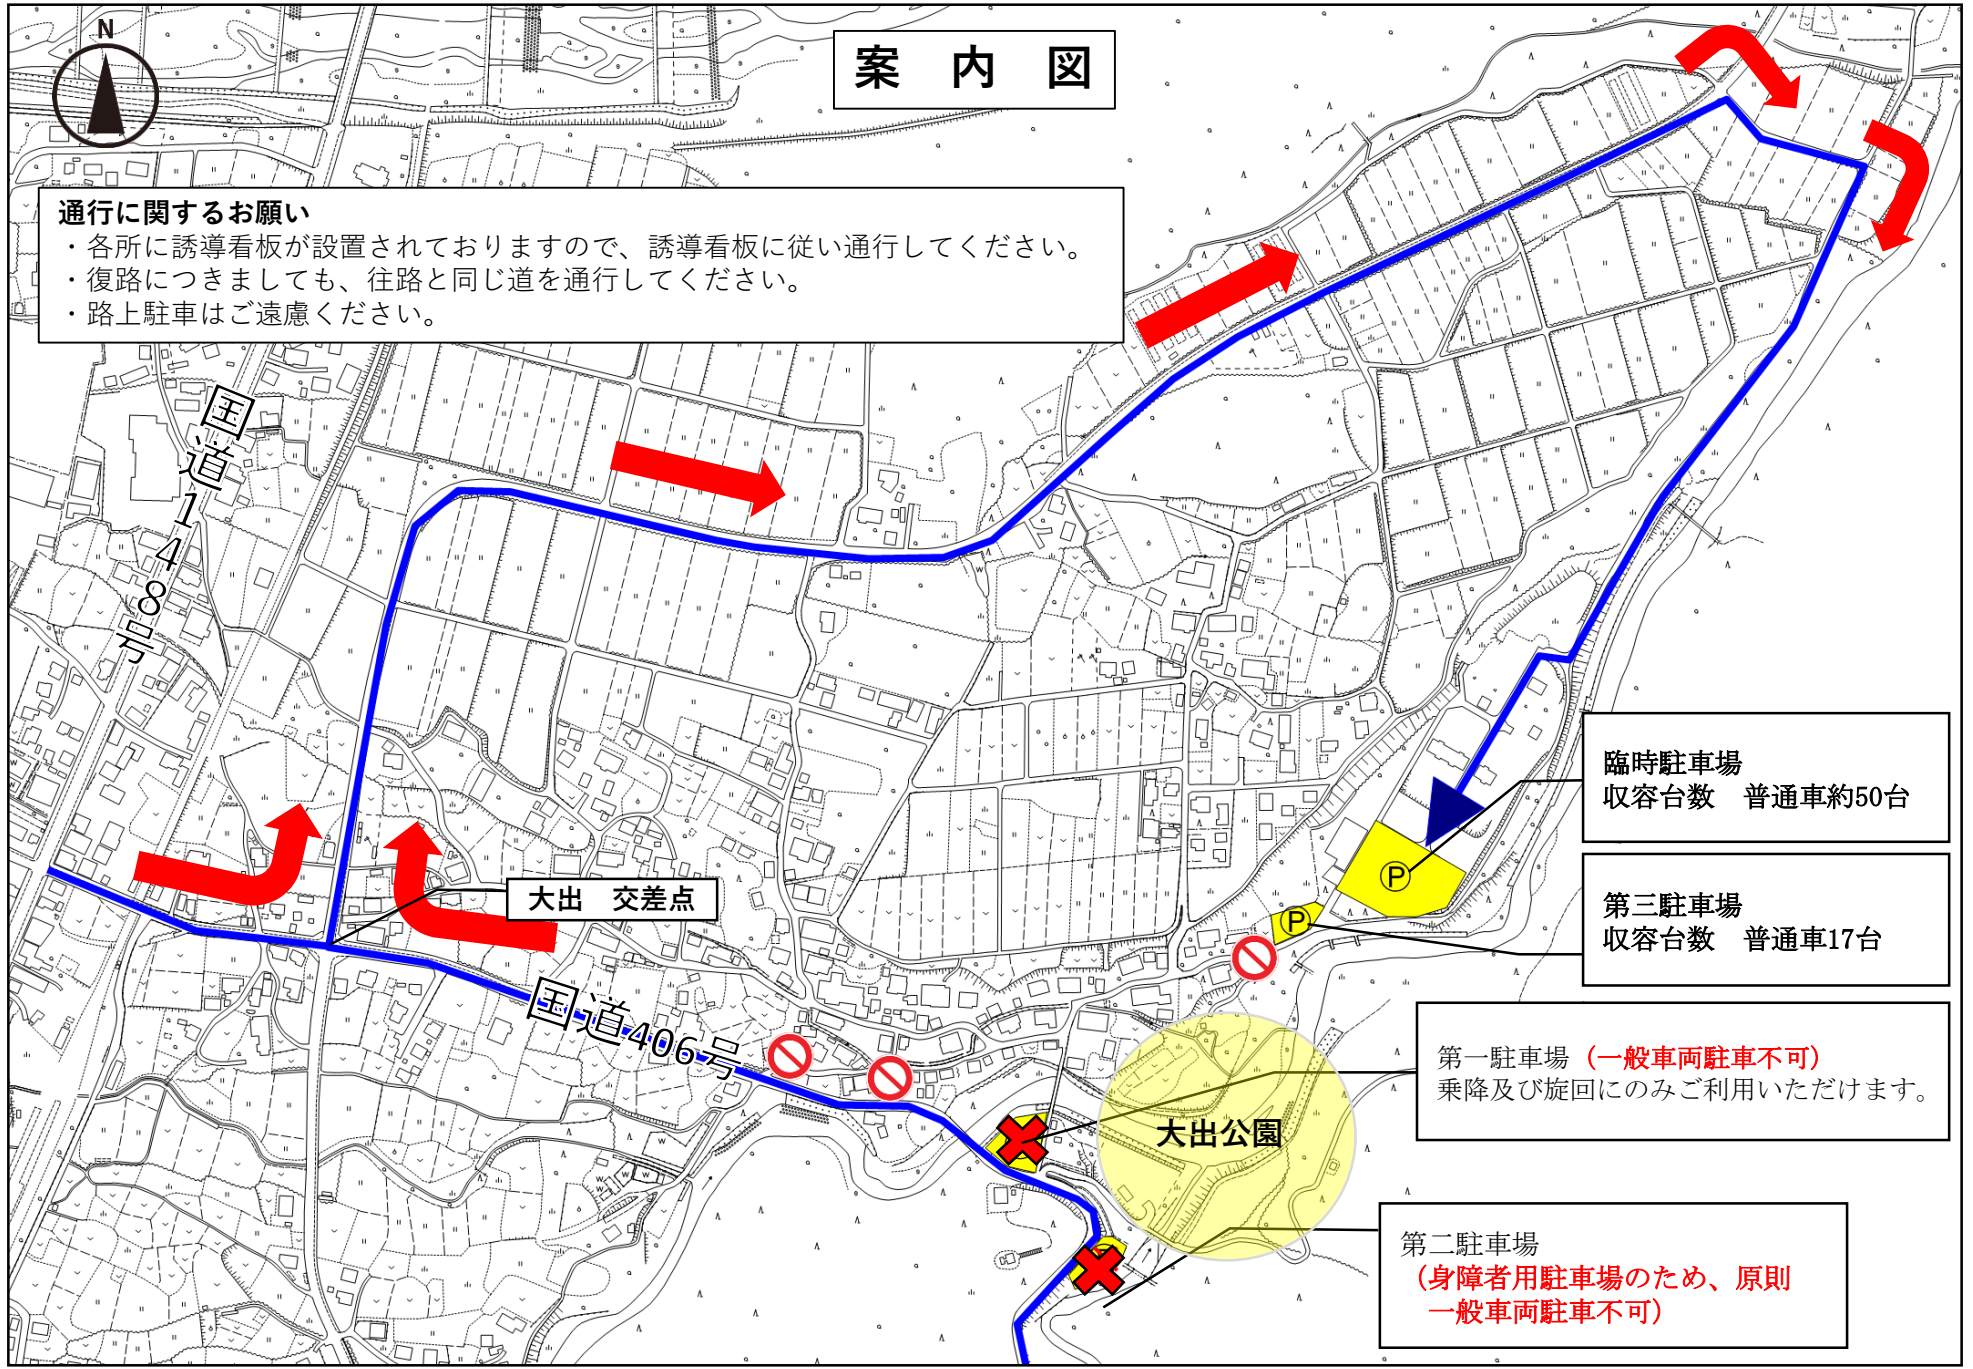 N
案　内　図
通行に関するお願い
・各所に誘導看板が設置されておりますので、誘導看板に従い通行してください。
・復路につきましても、往路と同じ道を通行してください。
・路上駐車はご遠慮ください。
国道148号
臨時駐車場
収容台数　普通車約50台
P
大出　交差点
第三駐車場
収容台数　普通車17台
P
国道406号
第一駐車場（一般車両駐車不可）
乗降及び旋回にのみご利用いただけます。
大出公園
第二駐車場
（身障者用駐車場のため、原則
一般車両駐車不可）